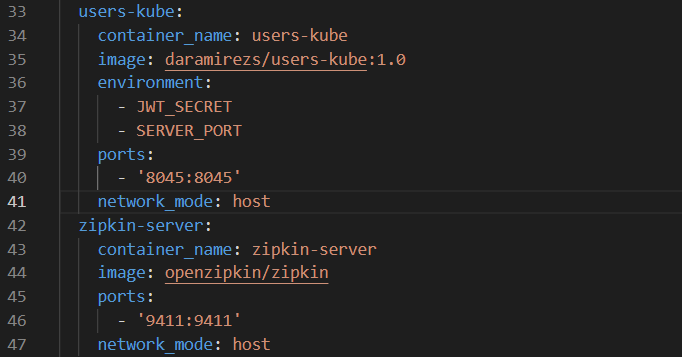 33 users-kube:
34 container_name: users-kube
35 image: daramirezs/users-kube:1.0
36 environment:
37 - JWT_SECRET
38 - SERVER_PORT
39 ports:
40 - '8045:8045'
41 network_mode: host
42 zipkin-server:
43 container_name: zipkin-server
44 image: openzipkin/zipkin
45 ports:
46 - '9411:9411'
47 network_mode: host